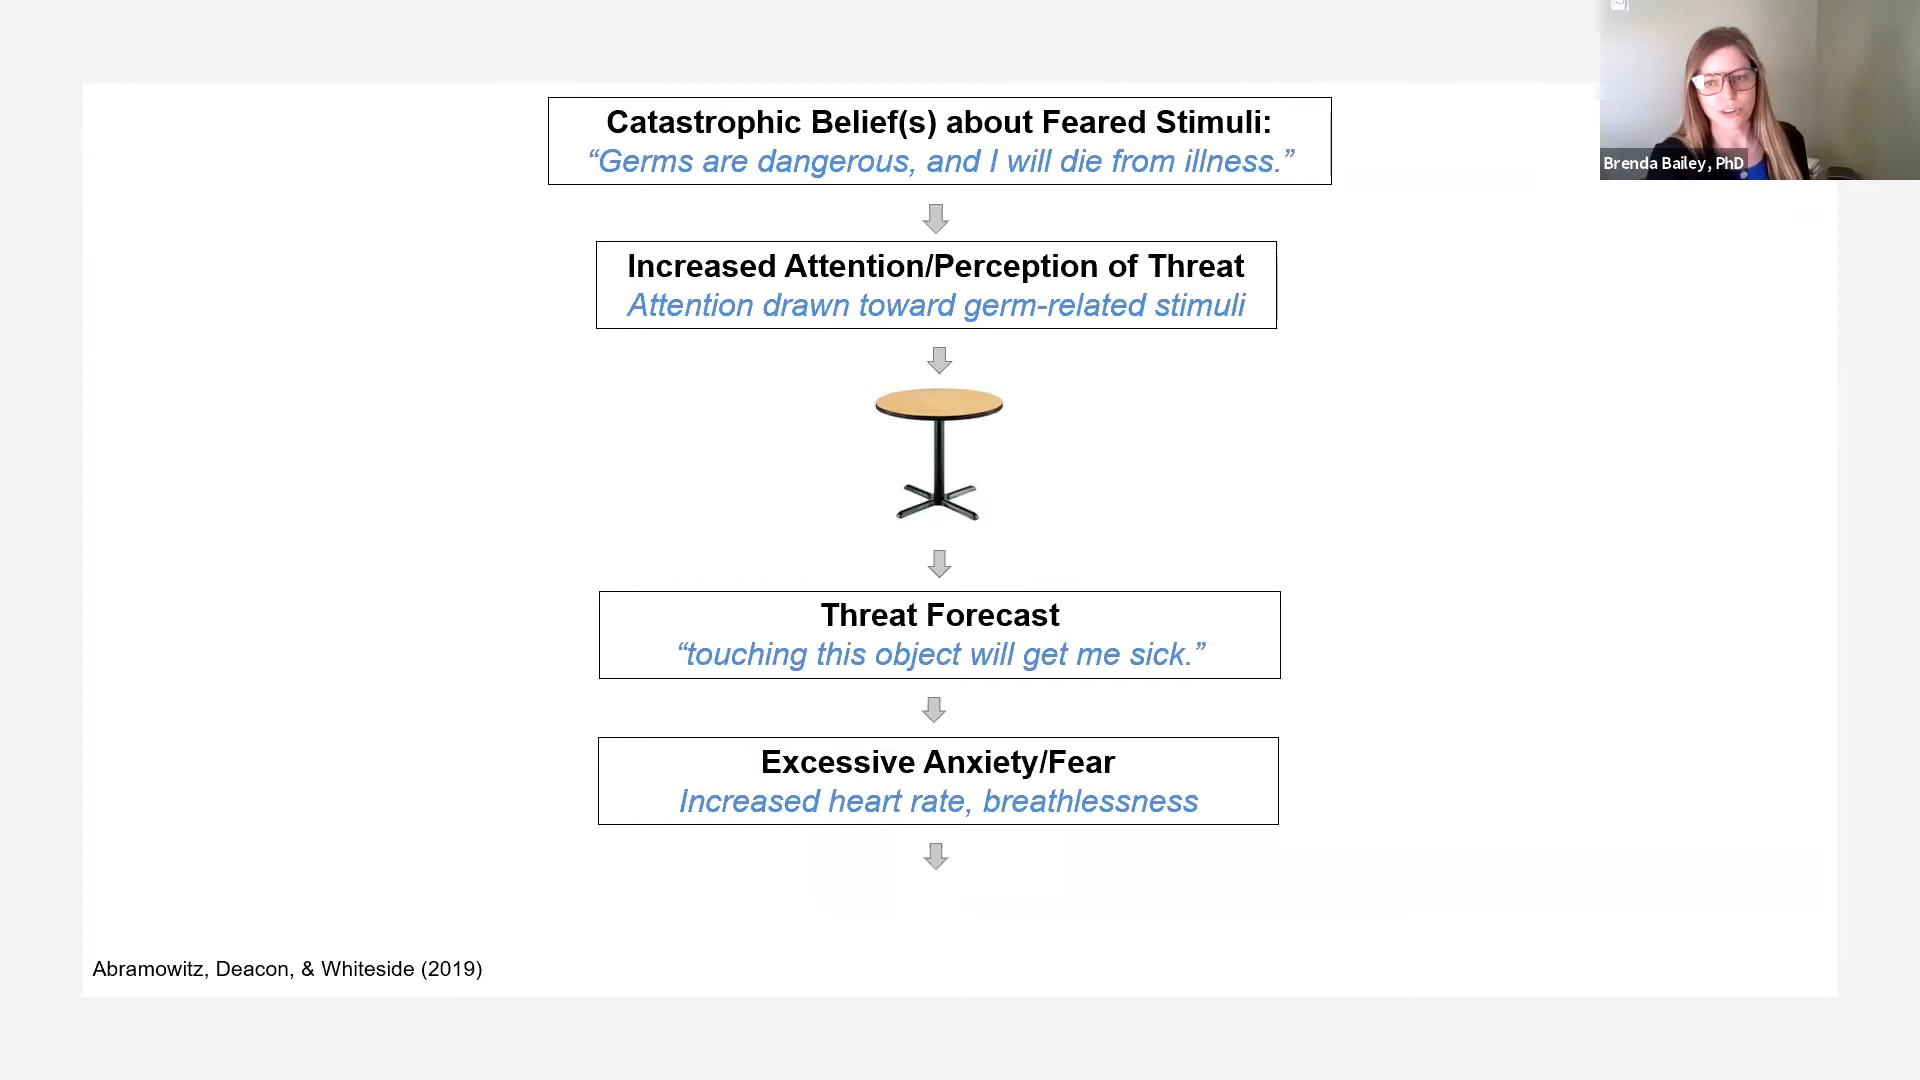 Catastrophic Belief(s) about Feared Stimuli:
“Germs are dangerous, and I will die from illness.”
Brenda Bailey, PhD
Increased Attention/Perception of Threat
Attention drawn toward germ-related stimuli
Threat Forecast
“touching this object will get me sick.”
Excessive Anxiety/Fear
Increased heart rate, breathlessness
Abramowitz, Deacon, & Whiteside (2019)